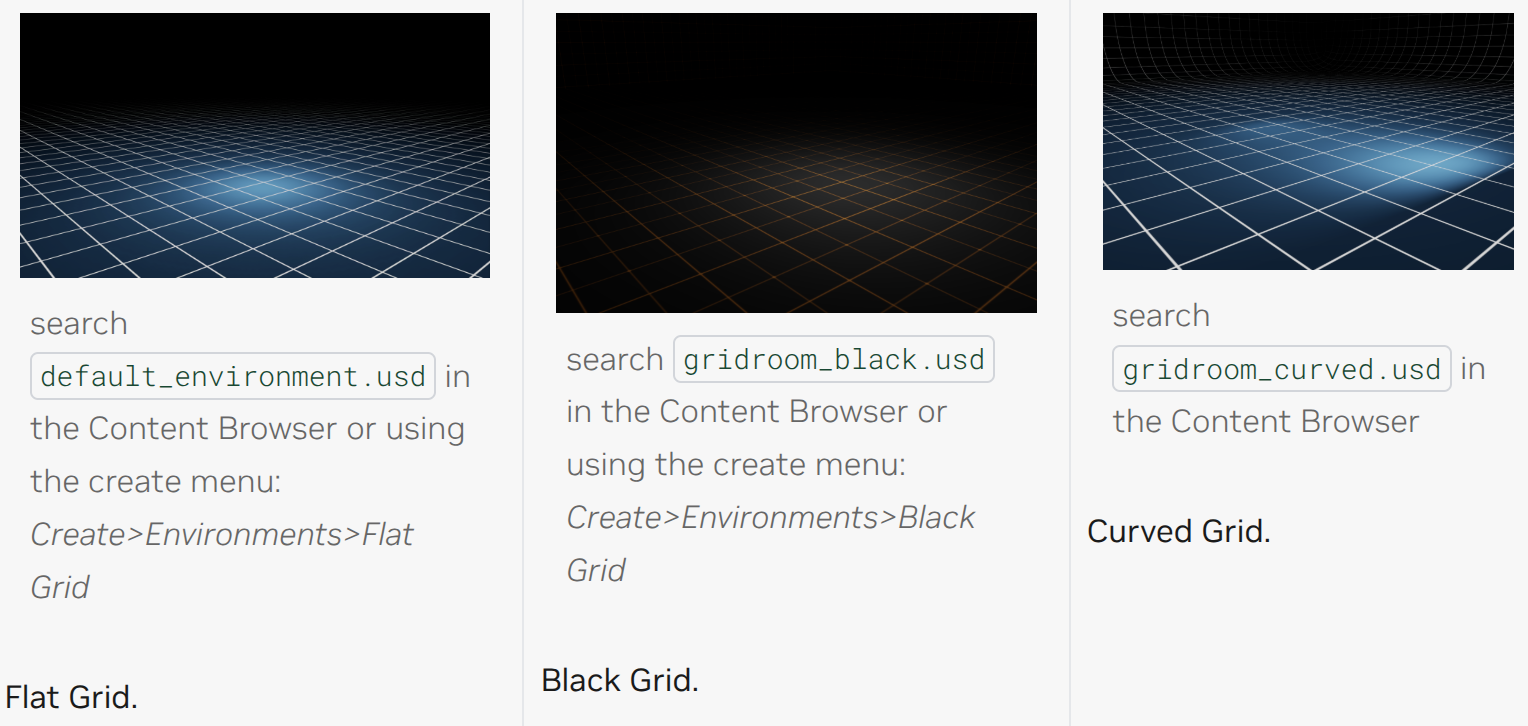 search
default_environment.usd in
the Content Browser or using
the create menu:
Create>Environments>Flat
Grid
Flat Grid.
search gridroom_black.usd
in the Content Browser or
using the create menu:
Create>Environments>Black
Grid
Black Grid.
search
gridroom_curved.usd in
the Content Browser
Curved Grid.